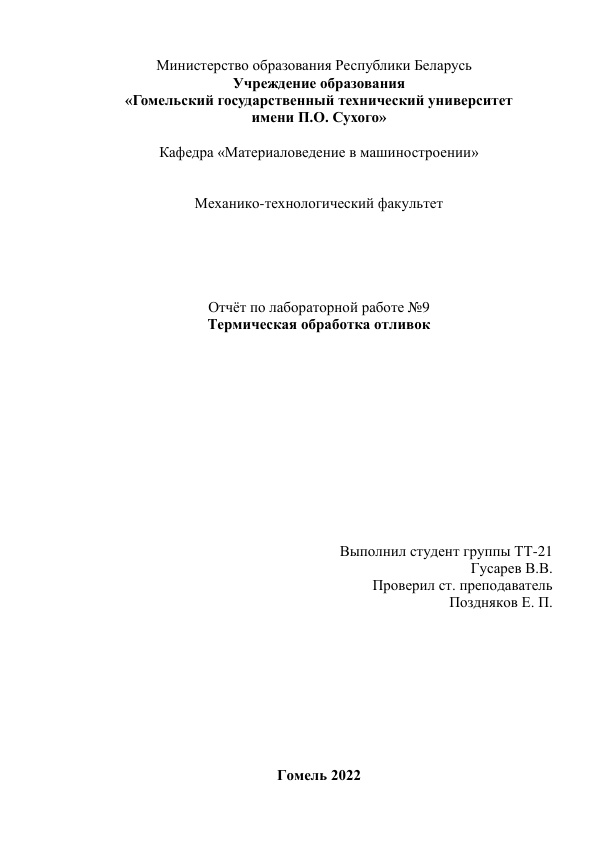 Министерство образования Республики Беларусь
Учреждение образования
«Гомельский государственный технический университет
имени П.О. Сухого»
Кафедра «Материаловедение в машиностроении»
Механико-технологический факультет
Отчёт по лабораторной работе №9
Термическая обработка отливок
Выполнил студент группы ТТ-21
Гусарев В.В.
Проверил ст. преподаватель
Поздняков Е. П.
Гомель 2022